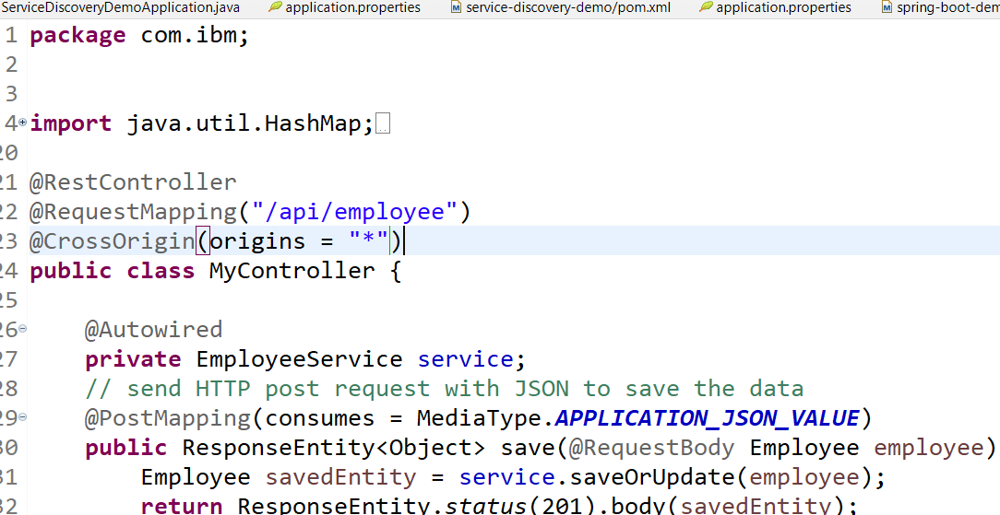 ServiceDiscoveryDemoApplication.java application.properties service-discovery-demo/pom.xml application.properties spring-boot-dem
1 package com.ibm;
2
3
4 import java.util.HashMap;
20
21 @RestController
22 @RequestMapping("/api/employee")
23 @CrossOrigin(origins = "*")
24 public class MyController {
25
26 @Autowired
27 private EmployeeService service;
28 // send HTTP post request with JSON to save the data
29 @PostMapping(consumes = MediaType.APPLICATION_JSON_VALUE)
30 public ResponseEntity<Object> save(@RequestBody Employee employee)
31 Employee savedEntity = service.saveOrUpdate(employee);
32 return ResponseEntity.status(201).body(savedEntity);